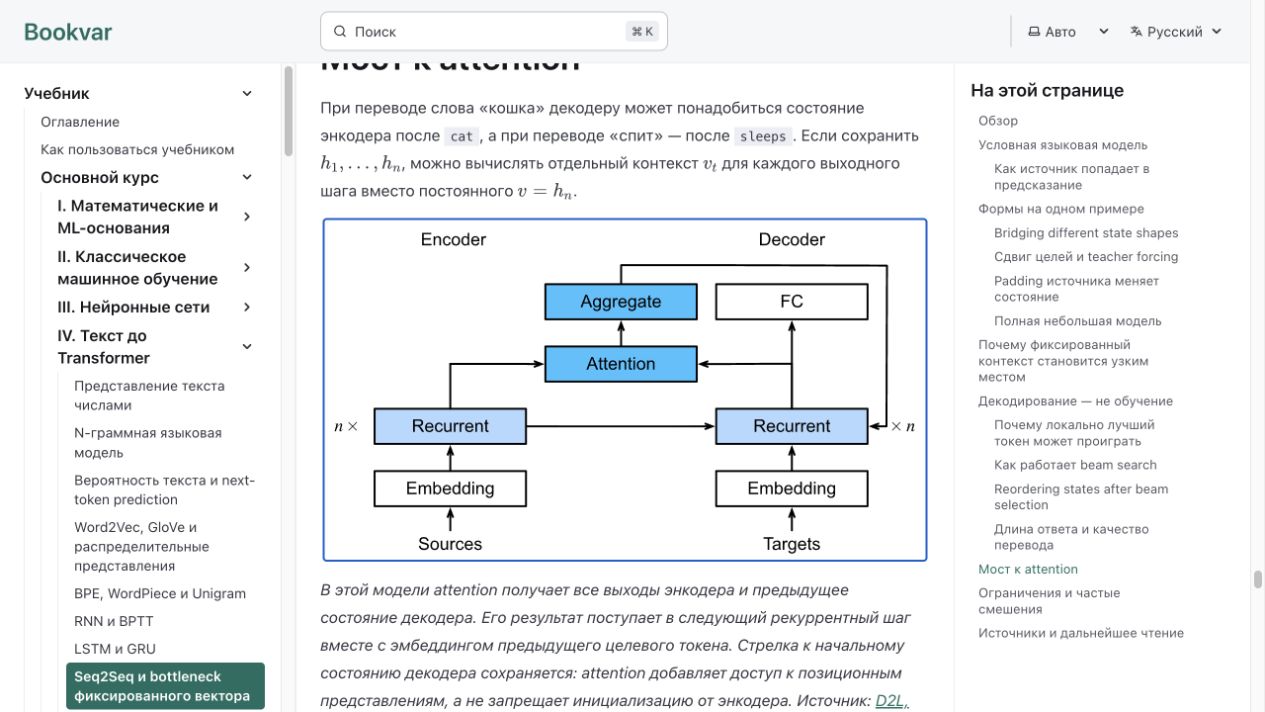 Bookvar
Поиск
⌘ K
Авто
Русский
Учебник
Оглавление
Как пользоваться учебником
Основной курс
I. Математические и
ML-основания
II. Классическое
машинное обучение
III. Нейронные сети
IV. Текст до
Transformer
Представление текста
числами
N-граммная языковая
модель
Вероятность текста и next-
token prediction
Word2Vec, GloVe и
распределительные
представления
BPE, WordPiece и Unigram
RNN и BPTT
LSTM и GRU
Seq2Seq и bottleneck
фиксированного вектора
Мост к attention
При переводе слова «кошка» декодеру может понадобиться состояние
энкодера после cat, а при переводе «спит» — после sleeps. Если сохранить
h₁, . . . , hₙ, можно вычислять отдельный контекст vₜ для каждого выходного
шага вместо постоянного v = hₙ.
Encoder
Decoder
Aggregate
FC
Attention
n ×
Recurrent
Recurrent
× n
Embedding
Embedding
Sources
Targets
В этой модели attention получает все выходы энкодера и предыдущее
состояние декодера. Его результат поступает в следующий рекуррентный шаг
вместе с эмбеддингом предыдущего целевого токена. Стрелка к начальному
состоянию декодера сохраняется: attention добавляет доступ к позиционным
представлениям, а не запрещает инициализацию от энкодера. Источник: D2L,
На этой странице
Обзор
Условная языковая модель
Как источник попадает в
предсказание
Формы на одном примере
Bridging different state shapes
Сдвиг целей и teacher forcing
Padding источника меняет
состояние
Полная небольшая модель
Почему фиксированный
контекст становится узким
местом
Декодирование — не обучение
Почему локально лучший
токен может проиграть
Как работает beam search
Reordering states after beam
selection
Длина ответа и качество
перевода
Мост к attention
Ограничения и частые
смешения
Источники и дальнейшее чтение